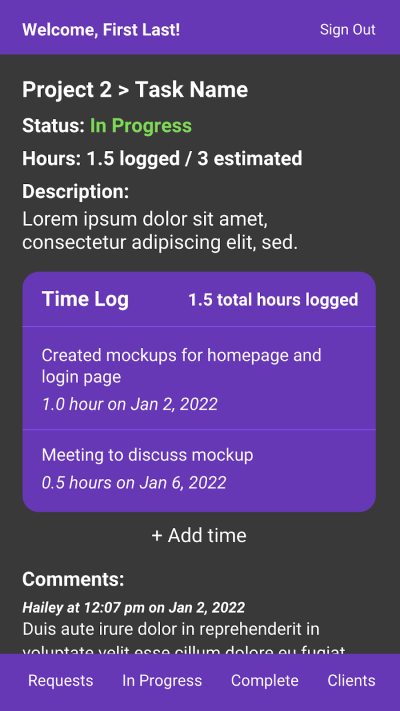 Welcome, First Last!
Sign Out
Project 2 > Task Name
Status: In Progress
Hours: 1.5 logged / 3 estimated
Description:
Lorem ipsum dolor sit amet,
consectetur adipiscing elit, sed.
Time Log
1.5 total hours logged
Created mockups for homepage and
login page
1.0 hour on Jan 2, 2022
Meeting to discuss mockup
0.5 hours on Jan 6, 2022
+ Add time
Comments:
Hailey at 12:07 pm on Jan 2, 2022
Duis aute irure dolor in reprehenderit in
voluptate velit esse cillum dolore eu fugiat
Requests
In Progress
Complete
Clients